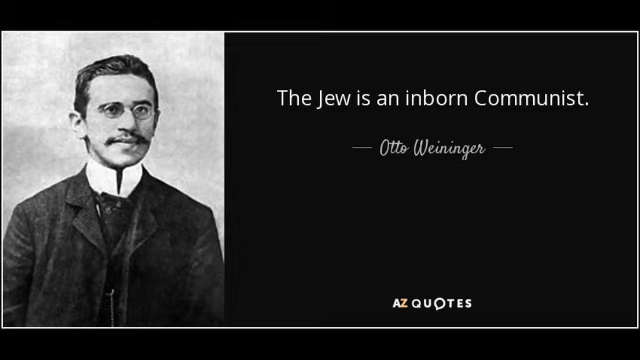 The Jew is an inborn Communist.
Otto Weininger
AZ QUOTES